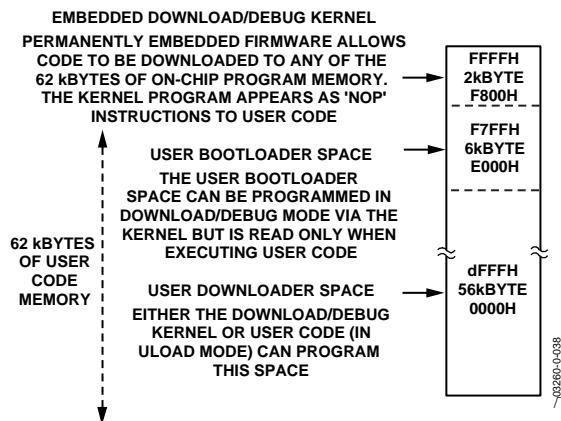 EMBEDDED DOWNLOAD/DEBUG KERNEL
PERMANENTLY EMBEDDED FIRMWARE ALLOWS
CODE TO BE DOWNLOADED TO ANY OF THE
62 kBYTES OF ON-CHIP PROGRAM MEMORY.
THE KERNEL PROGRAM APPEARS AS 'NOP'
INSTRUCTIONS TO USER CODE
FFFFH
2kBYTE
F800H
USER BOOTLOADER SPACE
THE USER BOOTLOADER
SPACE CAN BE PROGRAMMED IN
DOWNLOAD/DEBUG MODE VIA THE
KERNEL BUT IS READ ONLY WHEN
EXECUTING USER CODE
F7FFH
6kBYTE
E000H
62 kBYTES
OF USER
CODE
MEMORY
USER DOWNLOADER SPACE
EITHER THE DOWNLOAD/DEBUG
KERNEL OR USER CODE (IN
ULOAD MODE) CAN PROGRAM
THIS SPACE
dFFFH
56kBYTE
0000H
03260-0-038